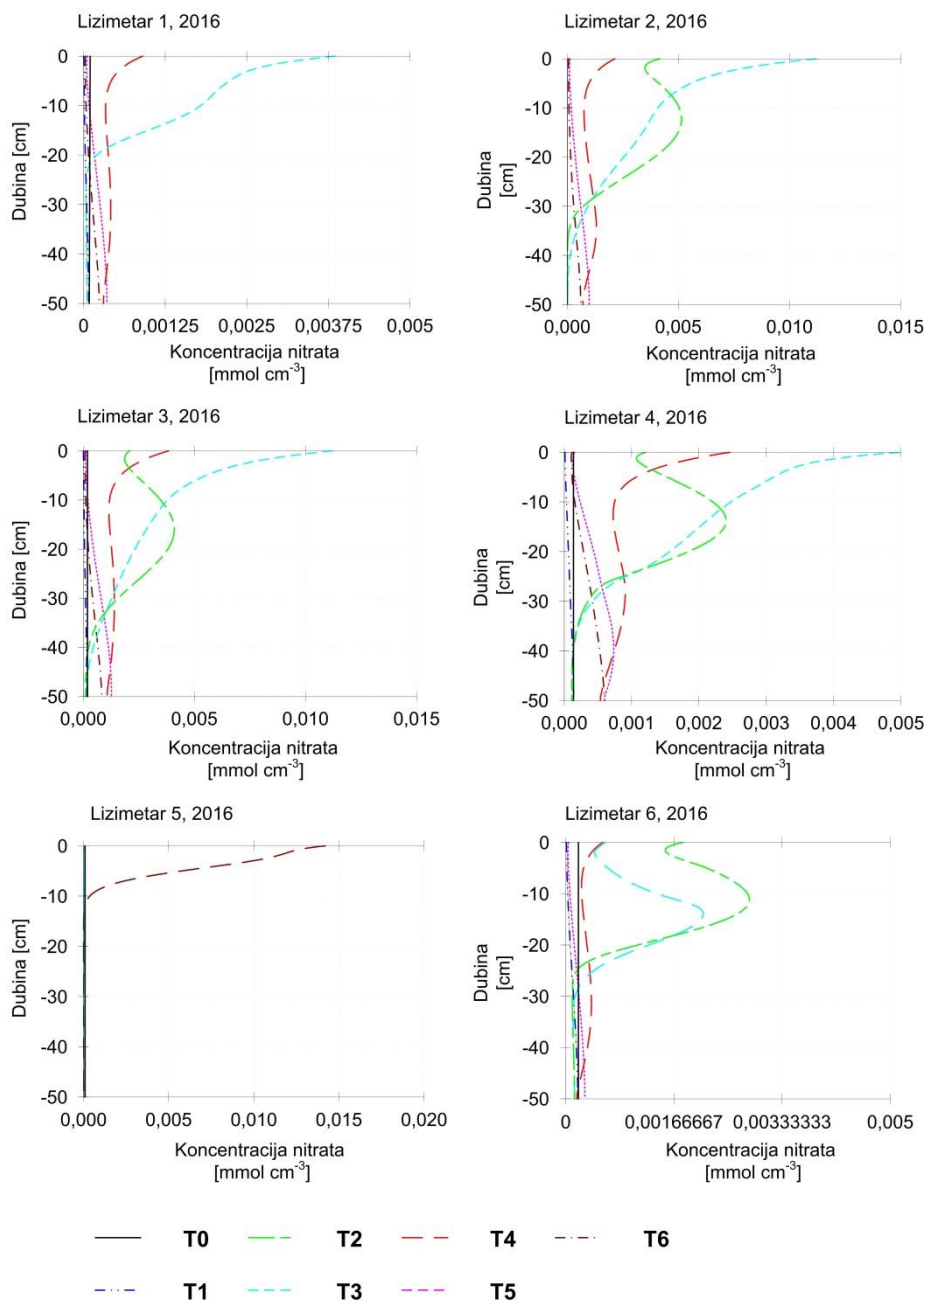 Lizimetar 1, 2016
0
-10
-20
-30
-40
-50
Dubina [cm]
0 0,00125 0,0025 0,00375 0,005
Koncentracija nitrata
[mmol cm-3]
Lizimetar 2, 2016
0
-10
-20
-30
-40
-50
Dubina
[cm]
0,000 0,005 0,010 0,015
Koncentracija nitrata
[mmol cm-3]
Lizimetar 3, 2016
0
-10
-20
-30
-40
-50
Dubina [cm]
0,000 0,005 0,010 0,015
Koncentracija nitrata
[mmol cm-3]
Lizimetar 4, 2016
0
-10
-20
-30
-40
-50
Dubina
[cm]
0,000 0,001 0,002 0,003 0,004 0,005
Koncentracija nitrata
[mmol cm-3]
Lizimetar 5, 2016
0
-10
-20
-30
-40
-50
Dubina [cm]
0,000 0,005 0,010 0,015 0,020
Koncentracija nitrata
[mmol cm-3]
Lizimetar 6, 2016
0
-10
-20
-30
-40
-50
Dubina
[cm]
0 0,00166667 0,00333333 0,005
Koncentracija nitrata
[mmol cm-3]
T0 T2 T4 T6
T1 T3 T5